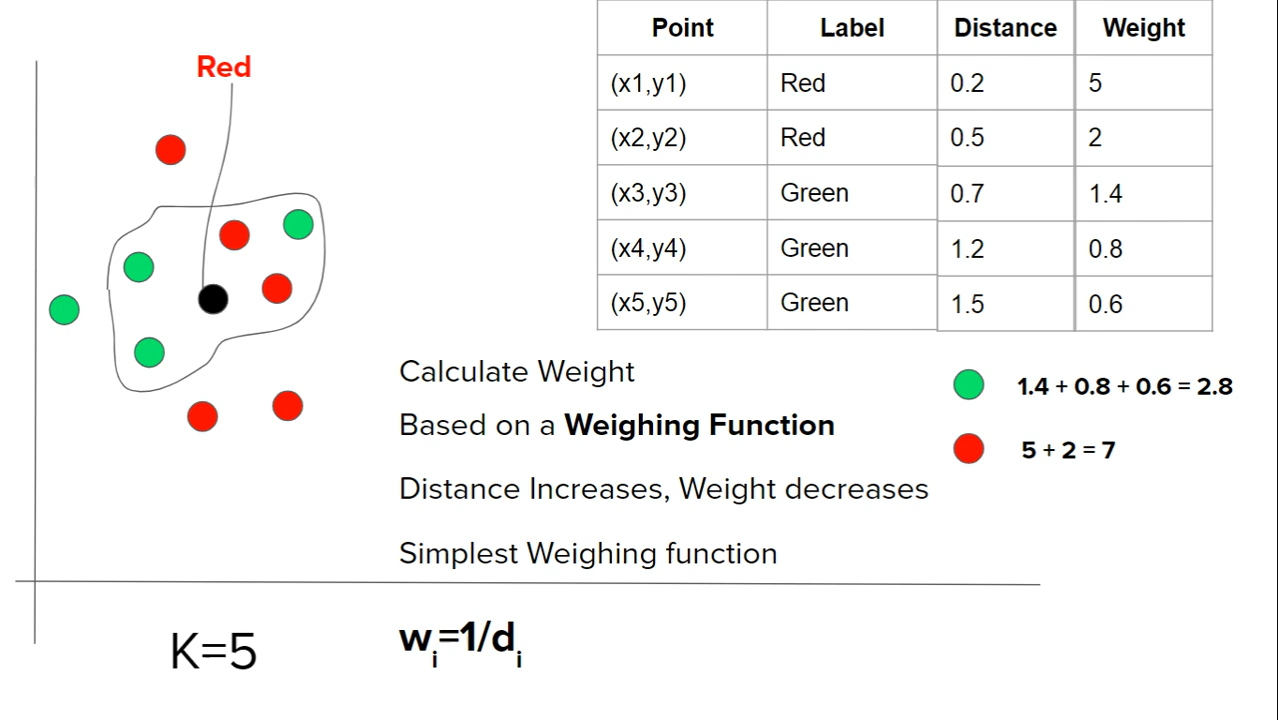 Red
Point Label Distance Weight
(x1,y1) Red 0.2 5
(x2,y2) Red 0.5 2
(x3,y3) Green 0.7 1.4
(x4,y4) Green 1.2 0.8
(x5,y5) Green 1.5 0.6
Calculate Weight
Based on a Weighing Function
Distance Increases, Weight decreases
Simplest Weighing function
1.4 + 0.8 + 0.6 = 2.8
5 + 2 = 7
K=5
wi=1/di